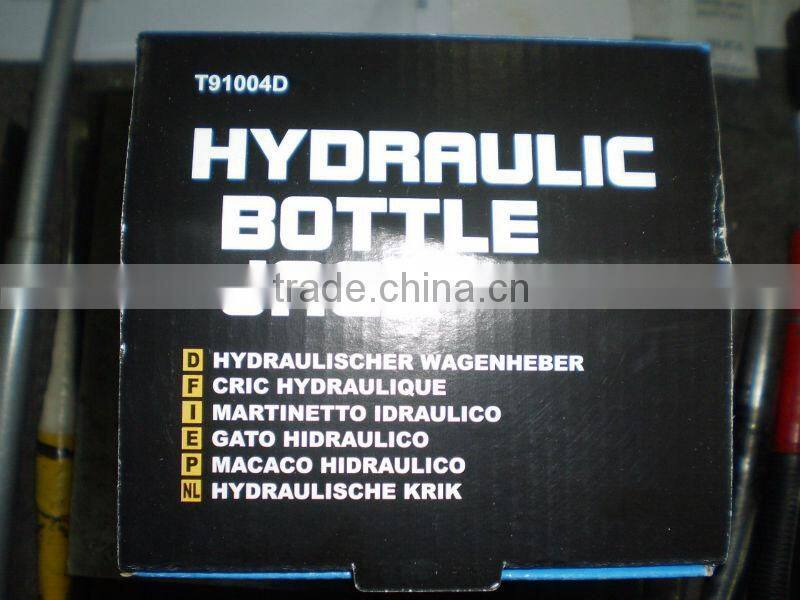 T91004D
HYDRAULIC
BOTTLE
trade.china.cn
D HYDRAULISCHER WAGENHEBER
F CRIC HYDRAULIQUE
I MARTINETTO IDRAULICO
E GATO HIDRAULICO
P MACACO HIDRAULICO
NL HYDRAULISCHE KRIK